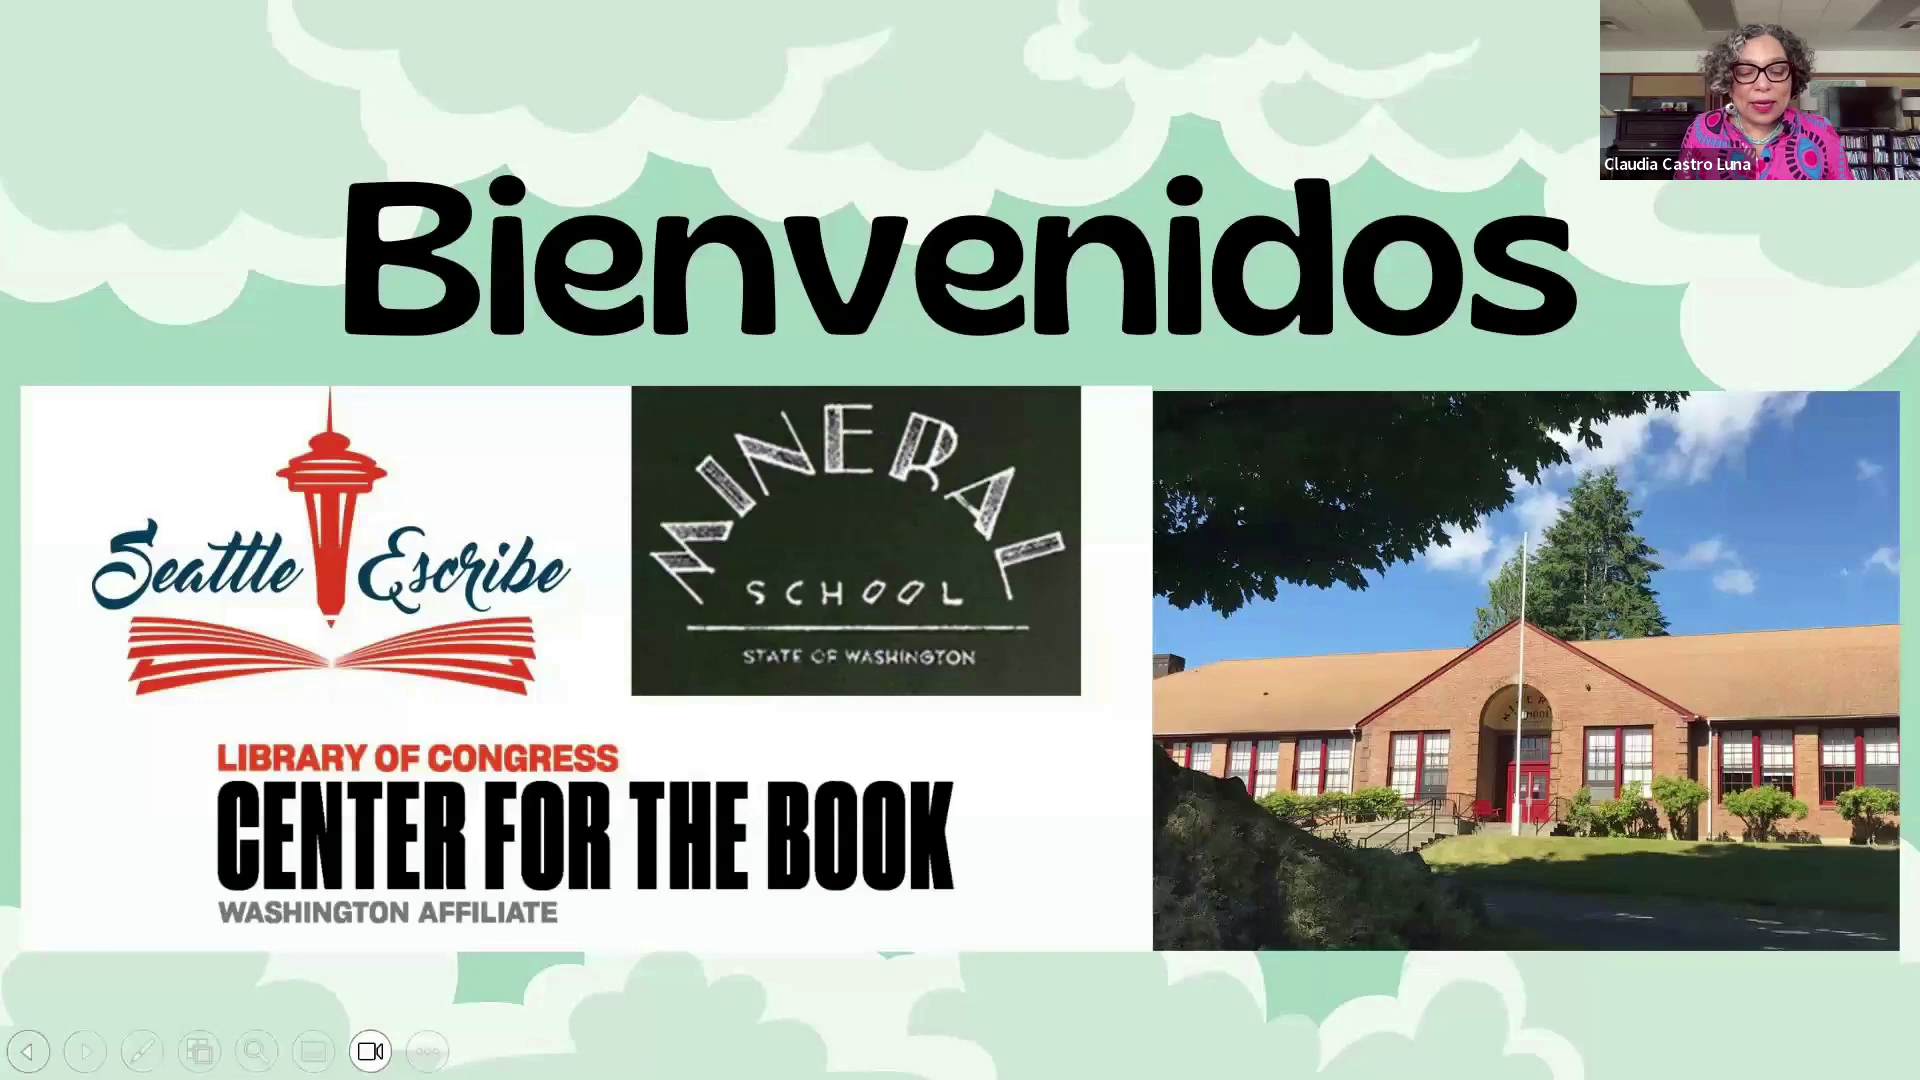 Claudia Castro Luna
Bienvenidos
Seattle Escribe
MINERAL
SCHOOL
STATE OF WASHINGTON
LIBRARY OF CONGRESS
CENTER FOR THE BOOK
WASHINGTON AFFILIATE